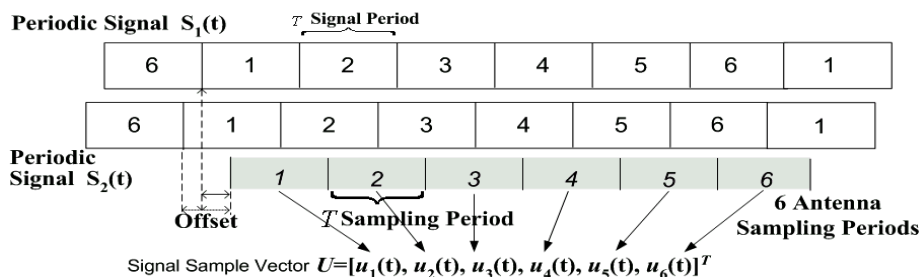 Periodic Signal S1(t)
T Signal Period
6 1 2 3 4 5 6 1
6 1 2 3 4 5 6 1
Periodic
Signal S2(t)
1 2 3 4 5 6
Offset
T Sampling Period
6 Antenna
Sampling Periods
Signal Sample Vector U=[u1(t), u2(t), u3(t), u4(t), u5(t), u6(t)]^T